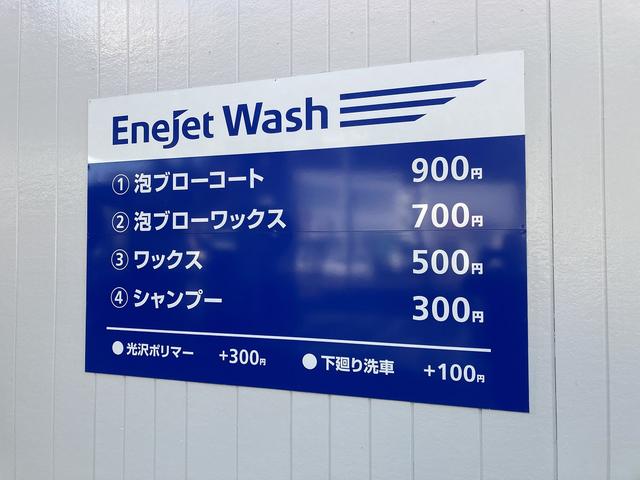 EneJet Wash
① 泡ブローコート 900円
② 泡ブローワックス 700円
③ ワックス 500円
④ シャンプー 300円
●光沢ポリマー +300円 ●下廻り洗車 +100円